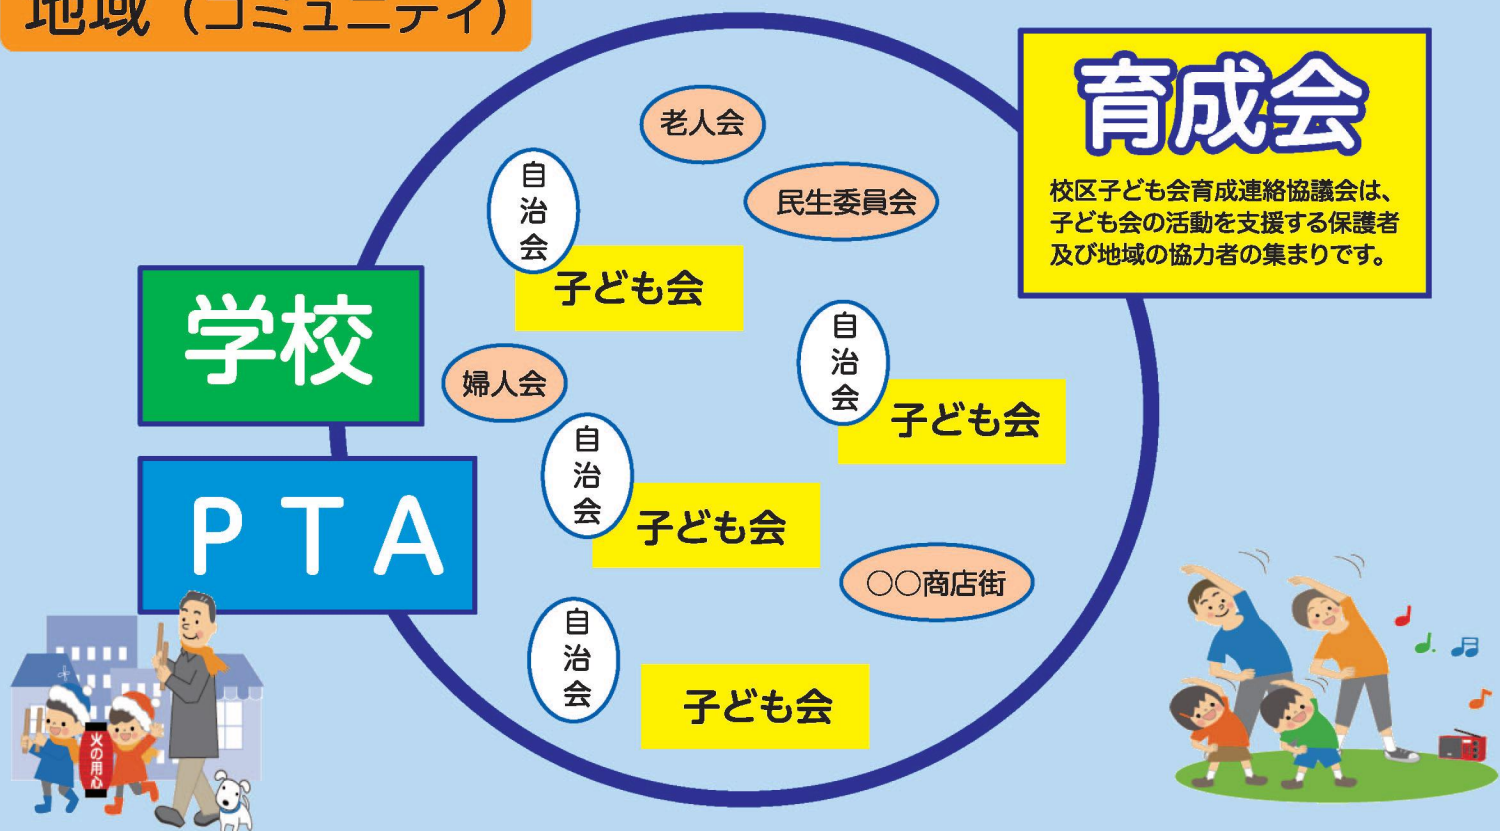 地域（コミュニティ）
育成会
校区子ども会育成連絡協議会は、
子ども会の活動を支援する保護者
及び地域の協力者の集まりです。
老人会
民生委員会
自治会
子ども会
学校
自治会
子ども会
婦人会
自治会
子ども会
PTA
〇〇商店街
自治会
子ども会
火の用心